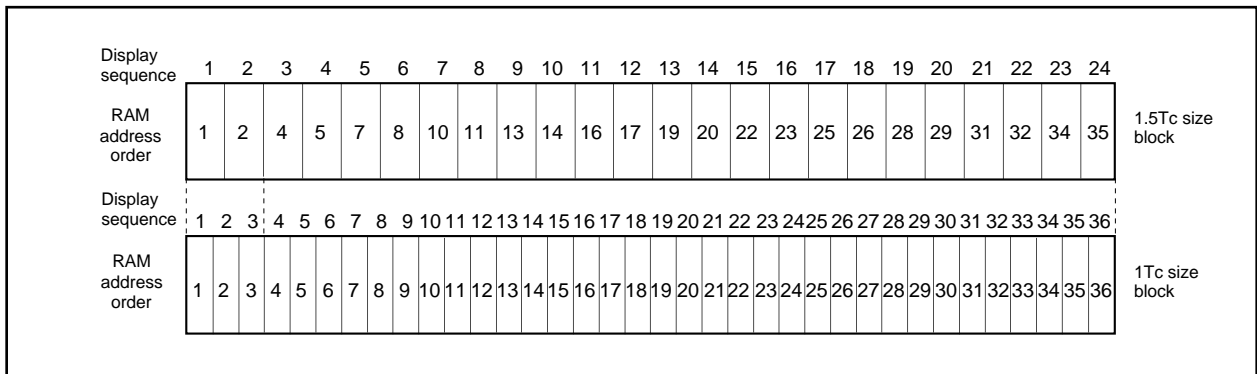 Display
sequence
1 2 3 4 5 6 7 8 9 10 11 12 13 14 15 16 17 18 19 20 21 22 23 24
RAM
address
order
1 2 4 5 7 8 10 11 13 14 16 17 19 20 22 23 25 26 28 29 31 32 34 35
1.5Tc size
block
Display
sequence
1 2 3 4 5 6 7 8 9 10 11 12 13 14 15 16 17 18 19 20 21 22 23 24 25 26 27 28 29 30 31 32 33 34 35 36
RAM
address
order
1 2 3 4 5 6 7 8 9 10 11 12 13 14 15 16 17 18 19 20 21 22 23 24 25 26 27 28 29 30 31 32 33 34 35 36
1Tc size
block